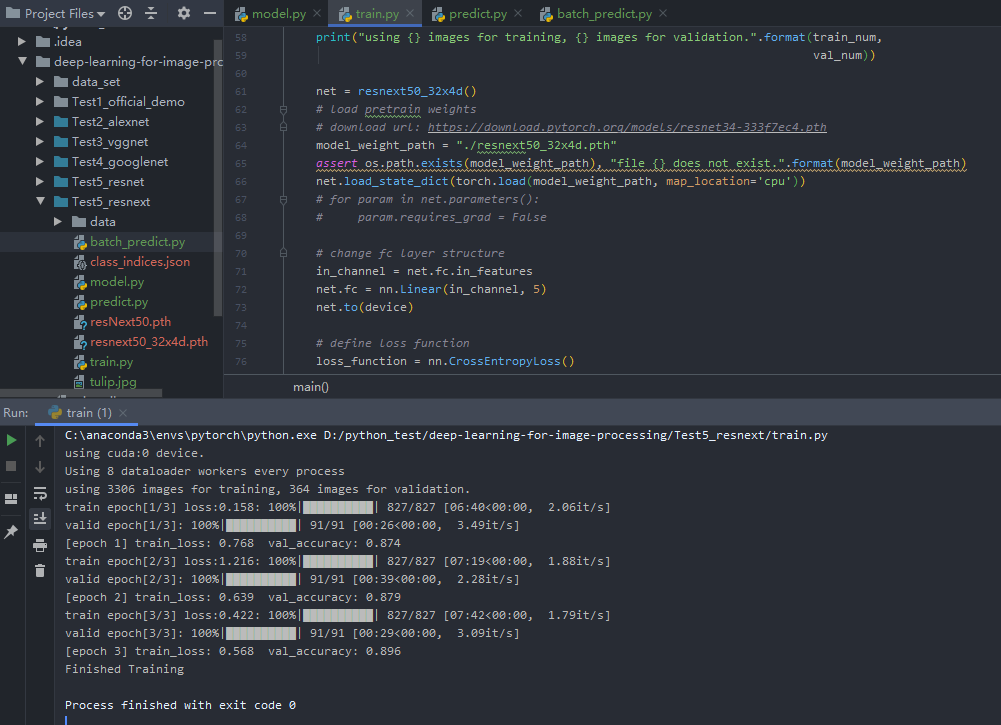 Project Files
model.py
train.py
predict.py
batch_predict.py
.idea
deep-learning-for-image-prc
data_set
Test1_official_demo
Test2_alexnet
Test3_vggnet
Test4_googlenet
Test5_resnet
Test5_resnext
data
batch_predict.py
class_indices.json
model.py
predict.py
resNext50.pth
resnext50_32x4d.pth
train.py
tulip.jpg
58 print("using {} images for training, {} images for validation.".format(train_num,
59 val_num))
60
61 net = resnext50_32x4d()
62 # load pretrain weights
63 # download url: https://download.pytorch.org/models/resnet34-333f7ec4.pth
64 model_weight_path = "./resnext50_32x4d.pth"
65 assert os.path.exists(model_weight_path), "file {} does not exist.".format(model_weight_path)
66 net.load_state_dict(torch.load(model_weight_path, map_location='cpu'))
67 # for param in net.parameters():
68 #     param.requires_grad = False
69
70 # change fc layer structure
71 in_channel = net.fc.in_features
72 net.fc = nn.Linear(in_channel, 5)
73 net.to(device)
74
75 # define loss function
76 loss_function = nn.CrossEntropyLoss()
main()
Run: train (1)
C:\anaconda3\envs\pytorch\python.exe D:/python_test/deep-learning-for-image-processing/Test5_resnext/train.py
using cuda:0 device.
Using 8 dataloader workers every process
using 3306 images for training, 364 images for validation.
train epoch[1/3] loss:0.158: 100%|██████████| 827/827 [06:40<00:00,  2.06it/s]
valid epoch[1/3]: 100%|██████████| 91/91 [00:26<00:00,  3.49it/s]
[epoch 1] train_loss: 0.768  val_accuracy: 0.874
train epoch[2/3] loss:1.216: 100%|██████████| 827/827 [07:19<00:00,  1.88it/s]
valid epoch[2/3]: 100%|██████████| 91/91 [00:39<00:00,  2.28it/s]
[epoch 2] train_loss: 0.639  val_accuracy: 0.879
train epoch[3/3] loss:0.422: 100%|██████████| 827/827 [07:42<00:00,  1.79it/s]
valid epoch[3/3]: 100%|██████████| 91/91 [00:29<00:00,  3.09it/s]
[epoch 3] train_loss: 0.568  val_accuracy: 0.896
Finished Training
Process finished with exit code 0